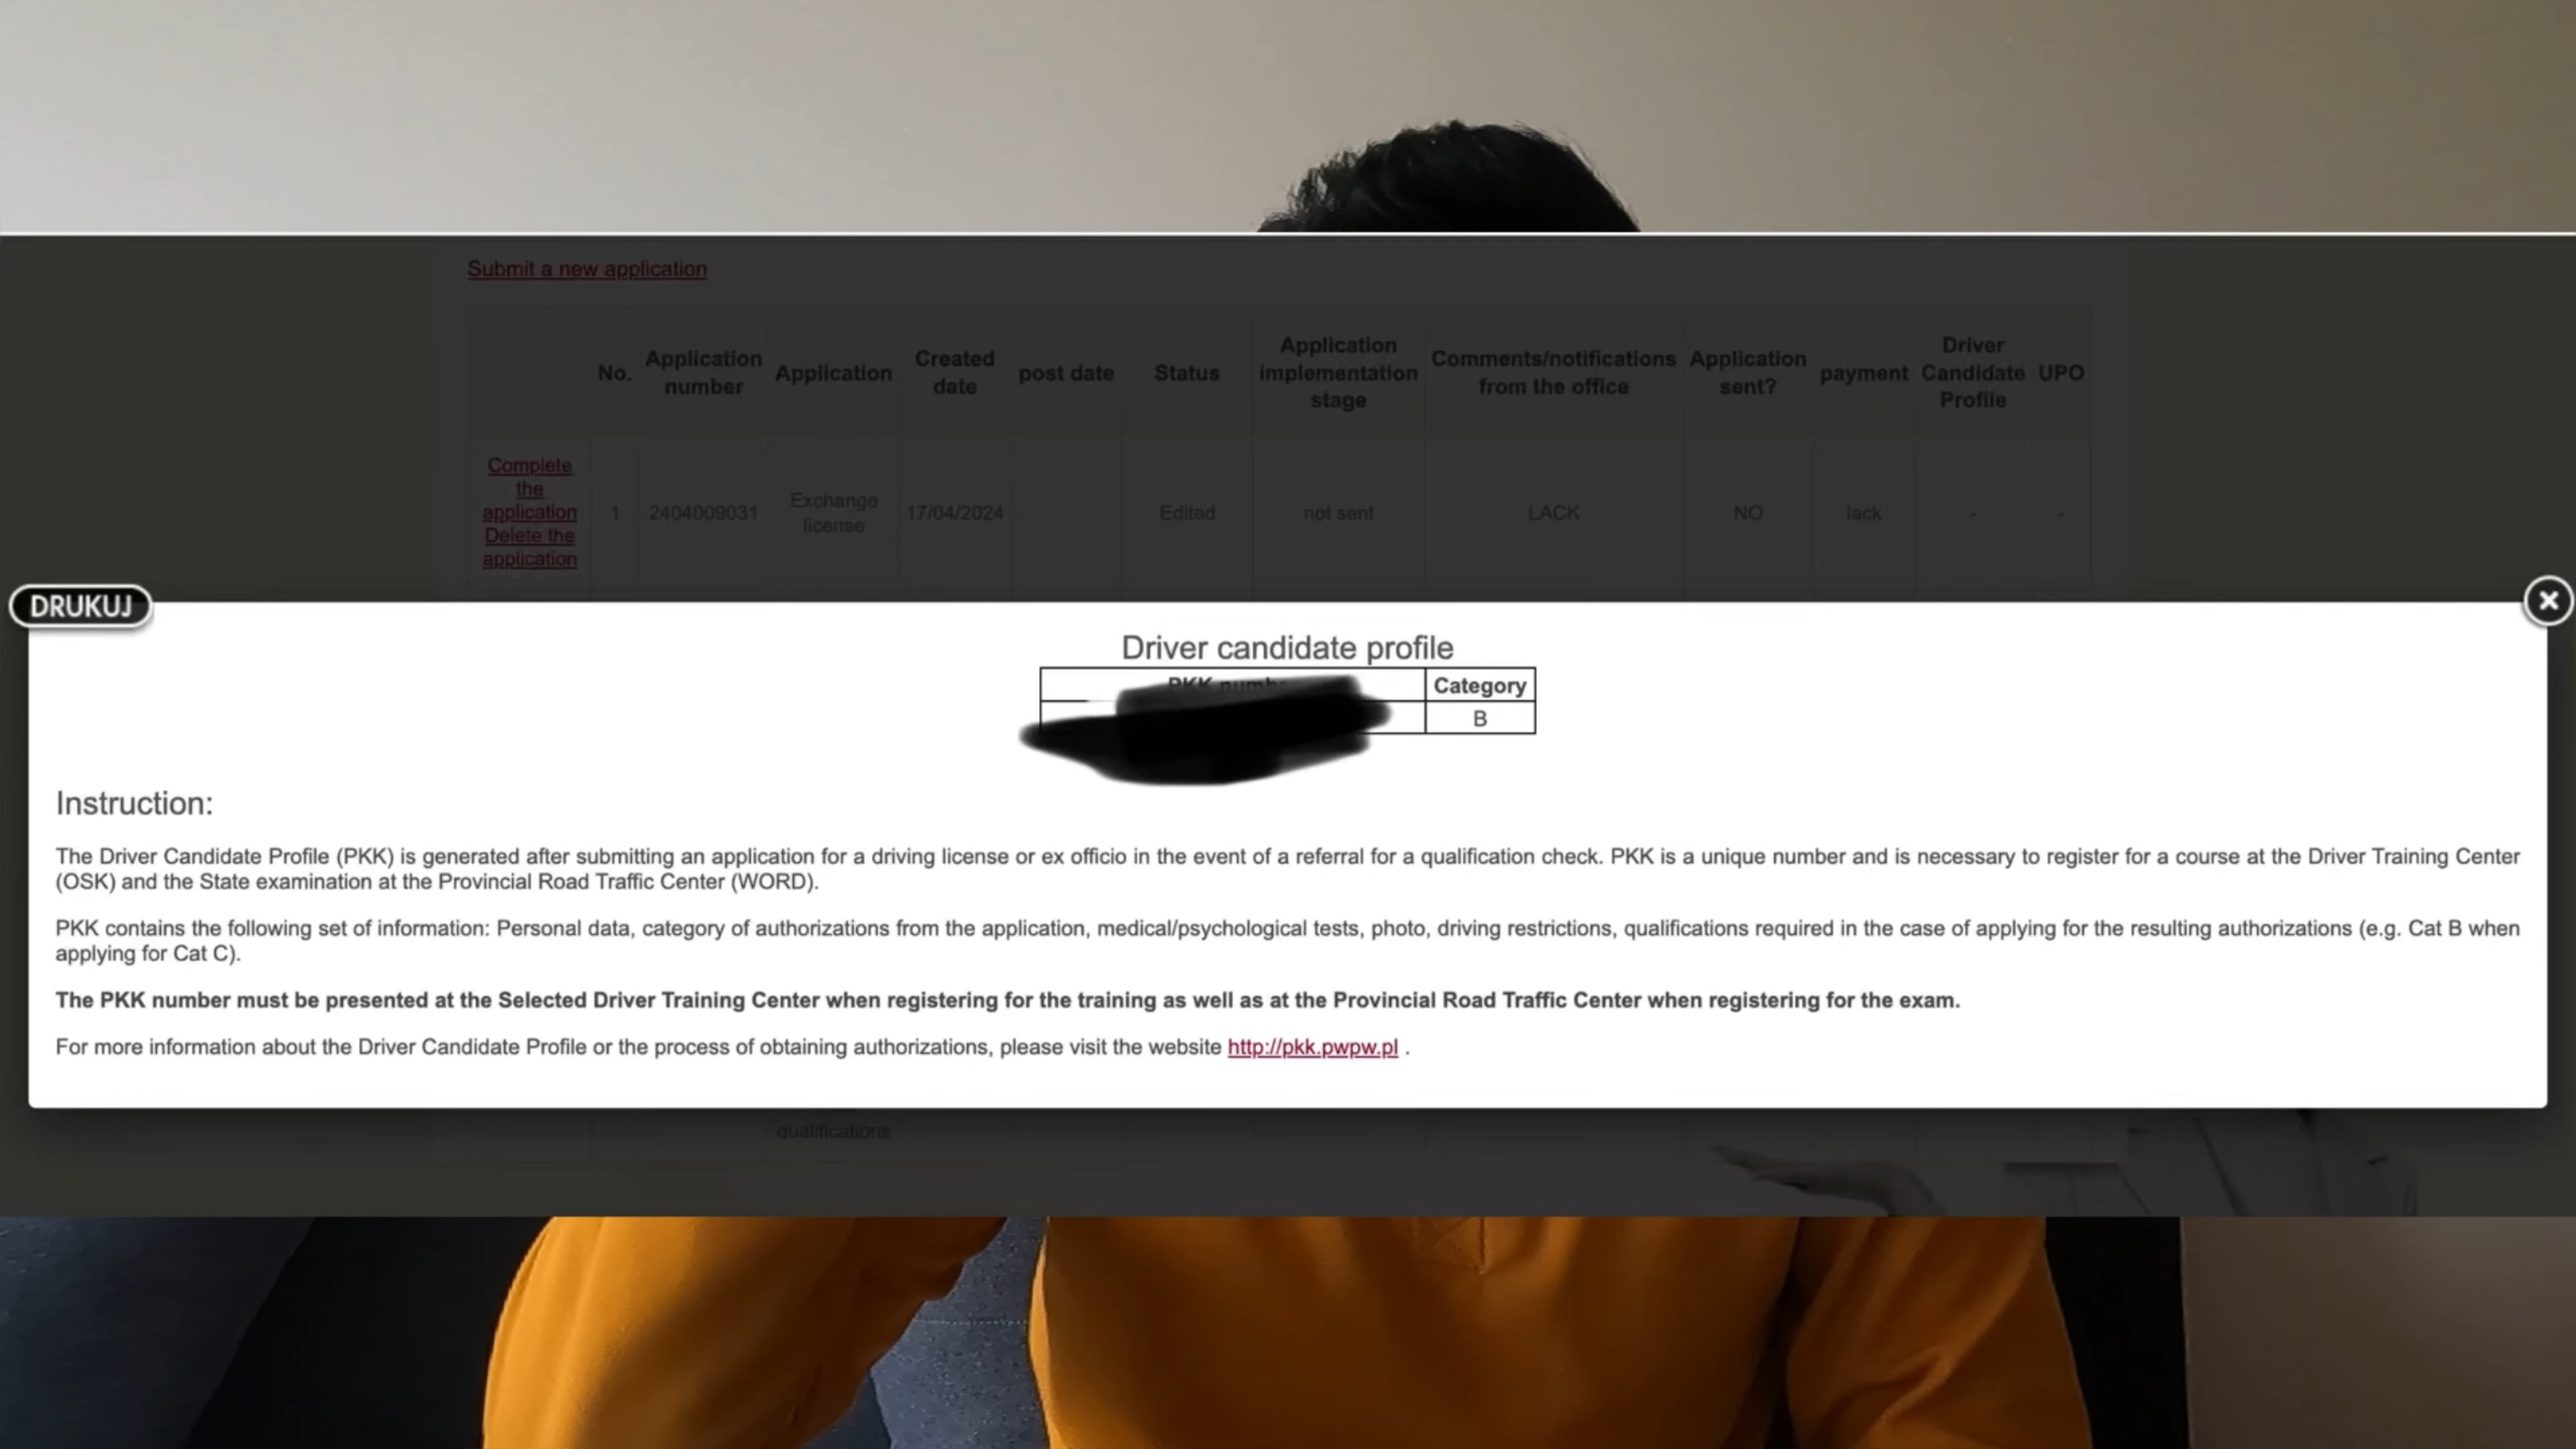 Submit a new application
No. Application number Application Created date post date Status Application implementation stage Comments/notifications from the office Application sent? payment Driver Candidate Profile UPO
Complete the application Delete the application 1 2404009031 Exchange license 17/04/2024 Edited not sent LACK NO lack - -
DRUKUJ
Driver candidate profile
PKK Category
B
Instruction:
The Driver Candidate Profile (PKK) is generated after submitting an application for a driving license or ex officio in the event of a referral for a qualification check. PKK is a unique number and is necessary to register for a course at the Driver Training Center
(OSK) and the State examination at the Provincial Road Traffic Center (WORD).
PKK contains the following set of information: Personal data, category of authorizations from the application, medical/psychological tests, photo, driving restrictions, qualifications required in the case of applying for the resulting authorizations (e.g. Cat B when
applying for Cat C).
The PKK number must be presented at the Selected Driver Training Center when registering for the training as well as at the Provincial Road Traffic Center when registering for the exam.
For more information about the Driver Candidate Profile or the process of obtaining authorizations, please visit the website http://pkk.pwpw.pl .
qualifications